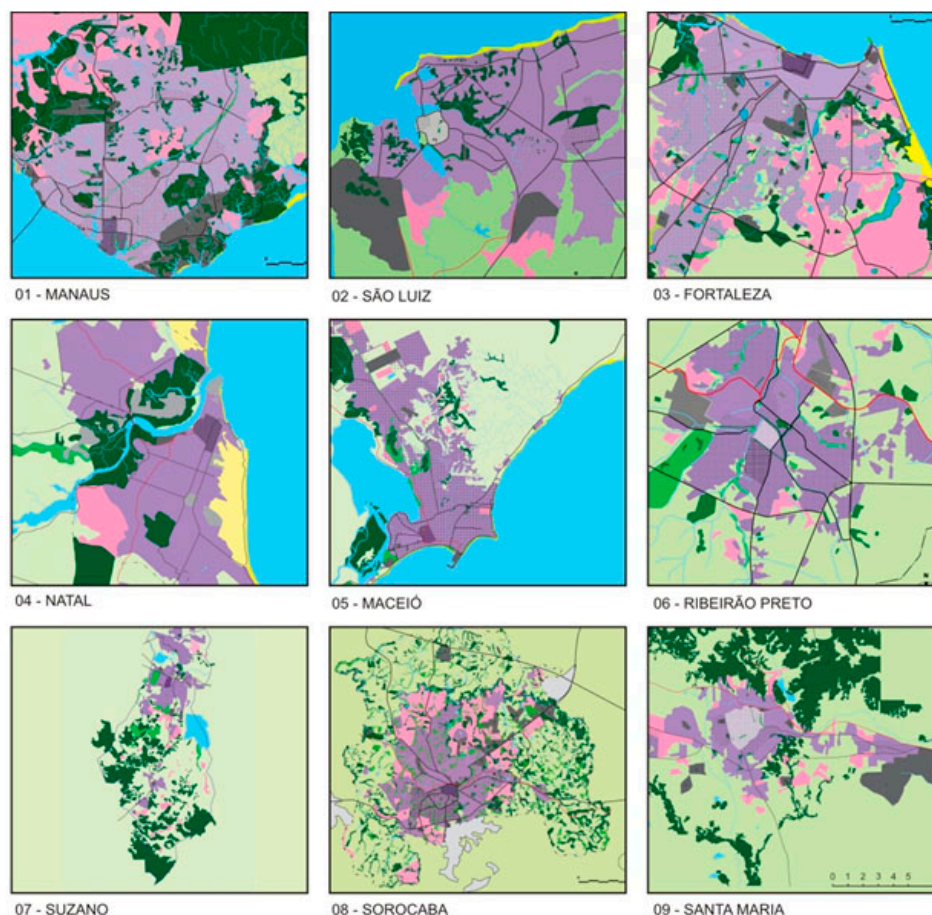 01 - MANAUS
02 - SÃO LUIZ
03 - FORTALEZA
04 - NATAL
05 - MACEIÓ
06 - RIBEIRÃO PRETO
0 1 2 3 4 5
07 - SUZANO
08 - SOROCABA
09 - SANTA MARIA